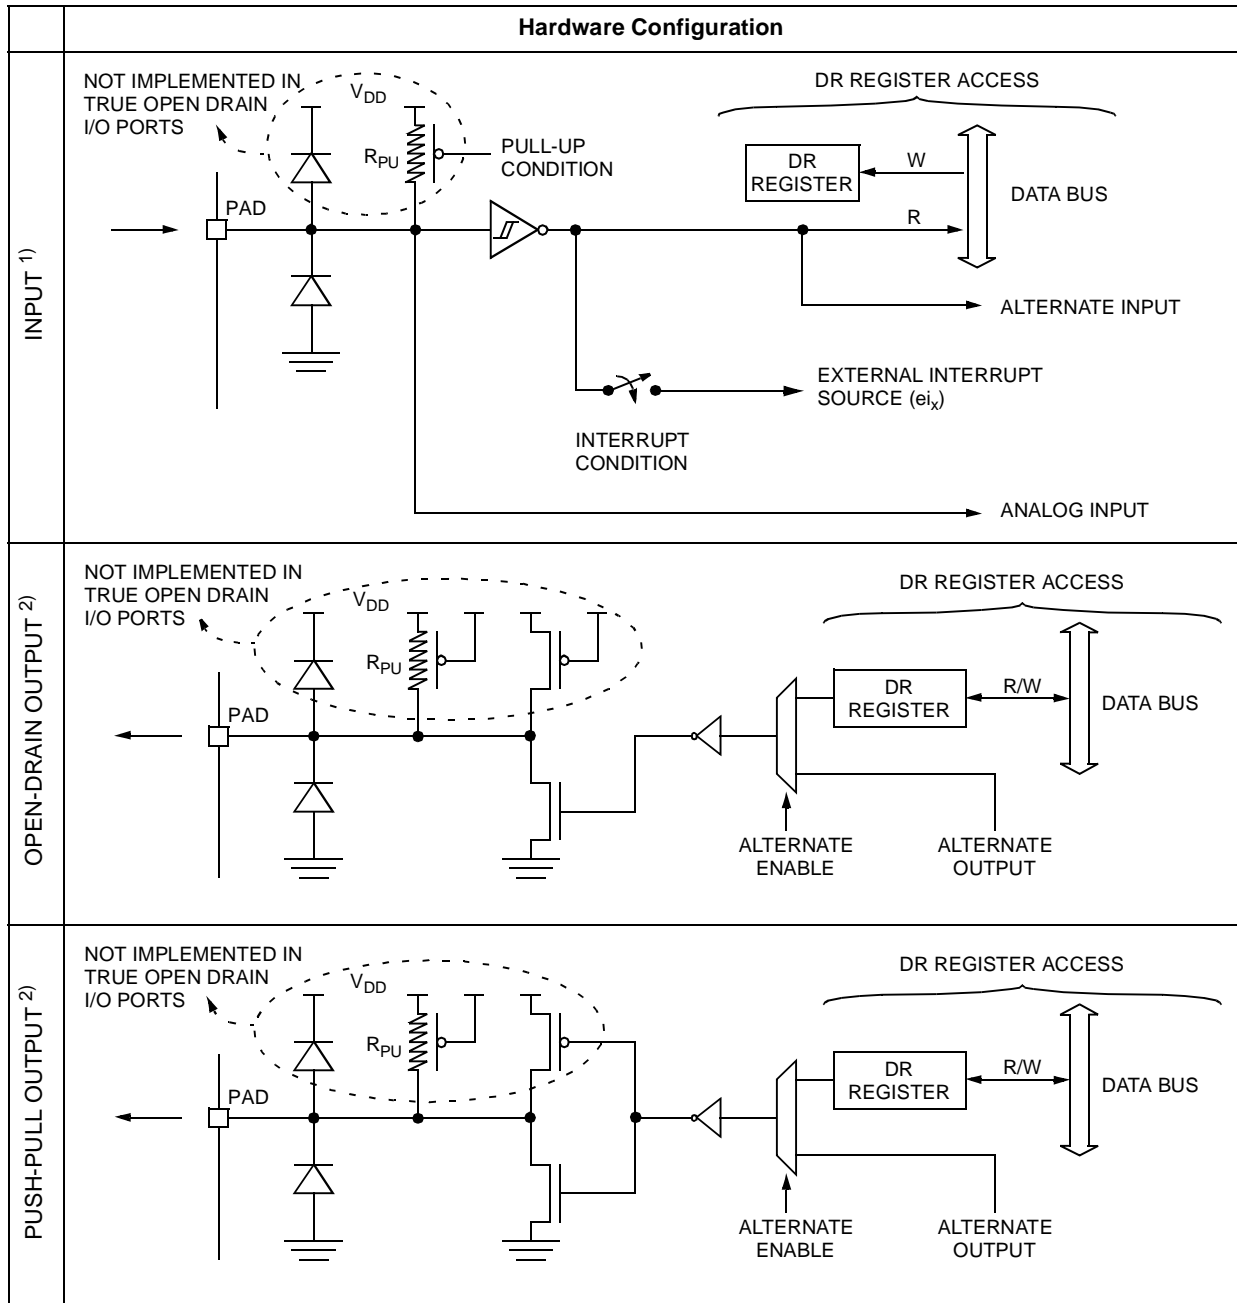 Hardware Configuration
INPUT 1)
NOT IMPLEMENTED IN
TRUE OPEN DRAIN
I/O PORTS
VDD
RPU
PULL-UP
CONDITION
PAD
DR REGISTER ACCESS
DR
REGISTER
W
R
DATA BUS
ALTERNATE INPUT
EXTERNAL INTERRUPT
SOURCE (eix)
INTERRUPT
CONDITION
ANALOG INPUT
OPEN-DRAIN OUTPUT 2)
NOT IMPLEMENTED IN
TRUE OPEN DRAIN
I/O PORTS
VDD
RPU
PAD
DR REGISTER ACCESS
DR
REGISTER
R/W
DATA BUS
ALTERNATE
ENABLE
ALTERNATE
OUTPUT
PUSH-PULL OUTPUT 2)
NOT IMPLEMENTED IN
TRUE OPEN DRAIN
I/O PORTS
VDD
RPU
PAD
DR REGISTER ACCESS
DR
REGISTER
R/W
DATA BUS
ALTERNATE
ENABLE
ALTERNATE
OUTPUT